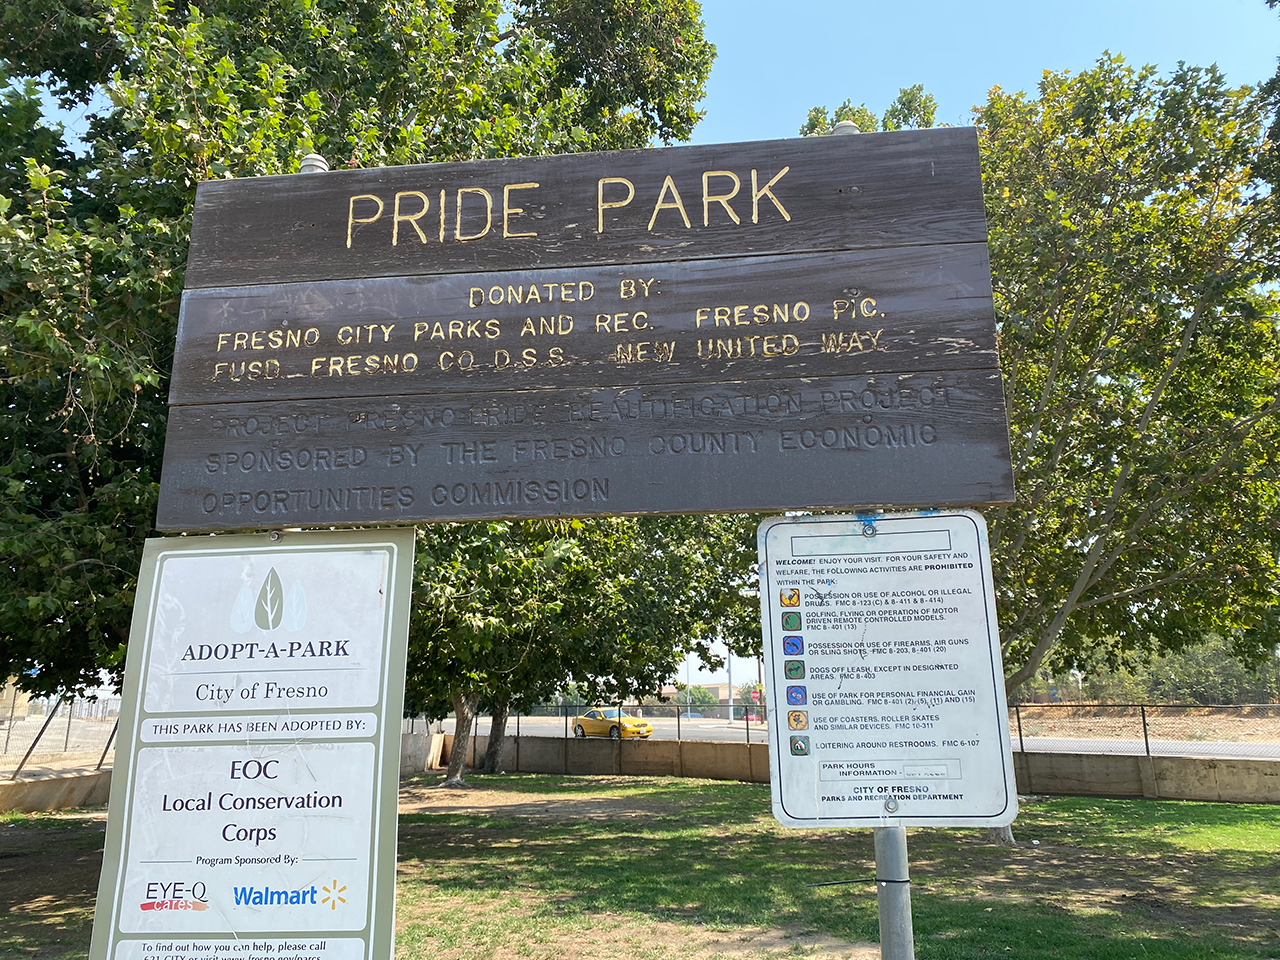 PRIDE PARK
DONATED BY:
FRESNO CITY PARKS AND REC. FRESNO PIC.
FUSD FRESNO CO D.S.S. NEW UNITED WAY
PROJECT FRESNO PRIDE BEAUTIFICATION PROJECT
SPONSORED BY THE FRESNO COUNTY ECONOMIC
OPPORTUNITIES COMMISSION
ADOPT-A-PARK
City of Fresno
THIS PARK HAS BEEN ADOPTED BY:
EOC
Local Conservation
Corps
Program Sponsored By:
EYE-Q
cares
Walmart
To find out how you can help, please call
621-CITY or visit www.fresno.gov/parcs
WELCOME! ENJOY YOUR VISIT. FOR YOUR SAFETY AND
WELFARE, THE FOLLOWING ACTIVITIES ARE PROHIBITED
WITHIN THE PARK:
POSSESSION OR USE OF ALCOHOL OR ILLEGAL
DRUGS. FMC 8-123 (C) & 8-411 & 8-414)
GOLFING, FLYING OR OPERATION OF MOTOR
DRIVEN REMOTE CONTROLLED MODELS.
FMC 8-401 (13)
POSSESSION OR USE OF FIREARMS, AIR GUNS
OR SLING SHOTS. FMC 8-203, 8-401 (20)
DOGS OFF LEASH, EXCEPT IN DESIGNATED
AREAS. FMC 8-403
USE OF PARK FOR PERSONAL FINANCIAL GAIN
OR GAMBLING. FMC 8-401 (2), (5), (11) AND (15)
USE OF COASTERS, ROLLER SKATES
AND SIMILAR DEVICES. FMC 10-311
LOITERING AROUND RESTROOMS. FMC 6-107
PARK HOURS
INFORMATION -
CITY OF FRESNO
PARKS AND RECREATION DEPARTMENT